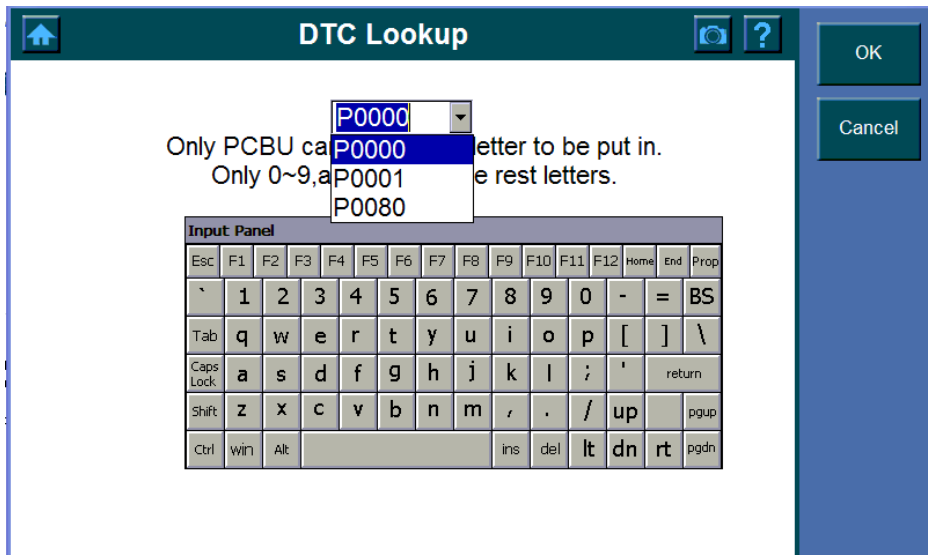 DTC Lookup
?
OK
Cancel
P0000
Only PCBU ca etter to be put in.
P0000
Only 0~9,a e rest letters.
P0001
P0080
Input Panel
Esc F1 F2 F3 F4 F5 F6 F7 F8 F9 F10 F11 F12 Home End Prop
` 1 2 3 4 5 6 7 8 9 0 - = BS
Tab q w e r t y u i o p [ ] \
Caps Lock a s d f g h j k l ; ' return
Shift z x c v b n m , . / up pgup
Ctrl win Alt ins del lt dn rt pgdn